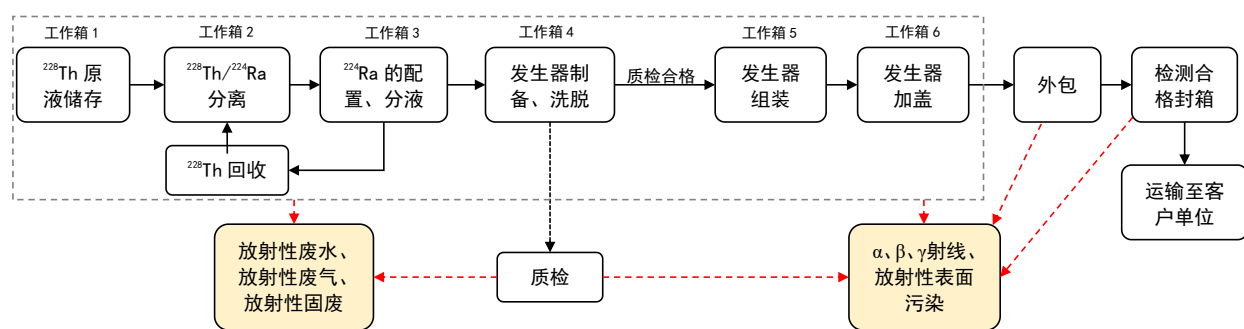 工作箱 1
工作箱 2
工作箱 3
工作箱 4
工作箱 5
工作箱 6
²²⁸Th 原
液储存
²²⁸Th/²²⁴Ra
分离
²²⁴Ra 的配
置、分液
发生器制
备、洗脱
质检合格
发生器
组装
发生器
加盖
外包
检测合
格封箱
²²⁸Th 回收
运输至客
户单位
放射性废水、
放射性废气、
放射性固废
质检
α、β、γ射线、
放射性表面
污染